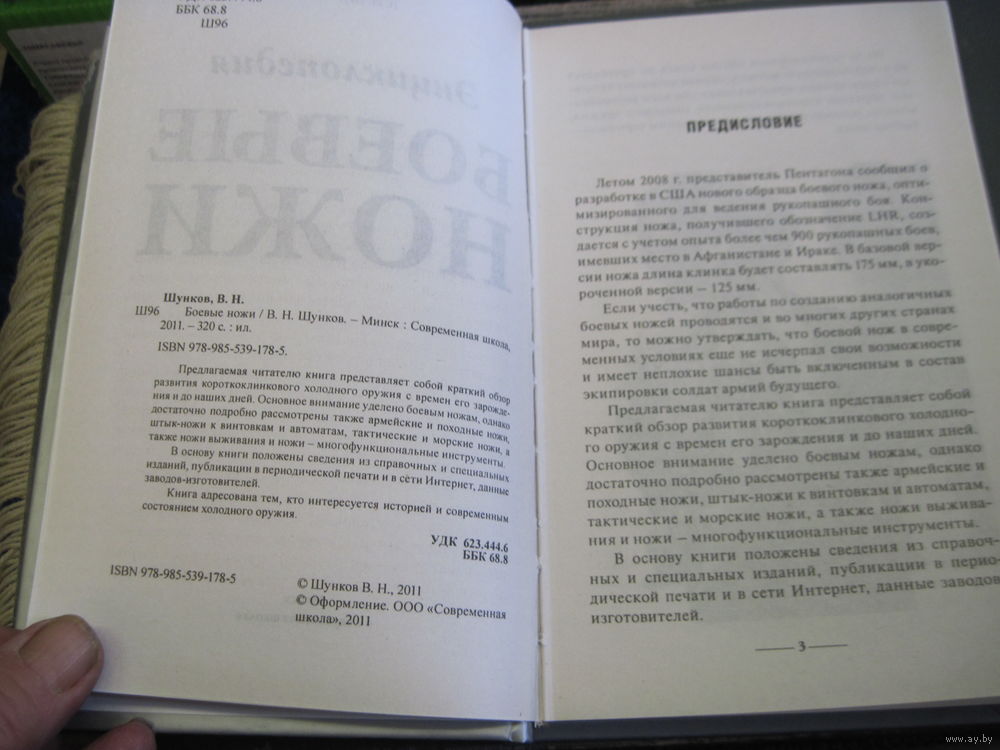 ББК 68.8
Ш96
Энциклопедия
БОЕВЫЕ
НОЖИ
Шунков, В. Н.
Ш96 Боевые ножи / В. Н. Шунков. – Минск : Современная школа,
2011. – 320 с. : ил.
ISBN 978-985-539-178-5.
Предлагаемая читателю книга представляет собой краткий обзор
развития короткоклинкового холодного оружия с времен его зарожде-
ния и до наших дней. Основное внимание уделено боевым ножам, однако
достаточно подробно рассмотрены также армейские и походные ножи,
штык-ножи к винтовкам и автоматам, тактические и морские ножи, а
также ножи выживания и ножи – многофункциональные инструменты.
В основу книги положены сведения из справочных и специальных
изданий, публикации в периодической печати и в сети Интернет, данные
заводов-изготовителей.
Книга адресована тем, кто интересуется историей и современным
состоянием холодного оружия.
УДК 623.444.6
ББК 68.8
ISBN 978-985-539-178-5
© Шунков В. Н., 2011
© Оформление. ООО «Современная
школа», 2011
ПРЕДИСЛОВИЕ
Летом 2008 г. представитель Пентагона сообщил о
разработке в США нового образца боевого ножа, опти-
мизированного для ведения рукопашного боя. Кон-
струкция ножа, получившего обозначение LHR, соз-
дается с учетом опыта более чем 900 рукопашных боев,
имевших место в Афганистане и Ираке. В базовой вер-
сии ножа длина клинка будет составлять 175 мм, в уко-
роченной версии – 125 мм.
Если учесть, что работы по созданию аналогичных
боевых ножей проводятся и во многих других странах
мира, то можно утверждать, что боевой нож в совре-
менных условиях еще не исчерпал свои возможности
и имеет неплохие шансы быть включенным в состав
экипировки солдат армий будущего.
Предлагаемая читателю книга представляет собой
краткий обзор развития короткоклинкового холодно-
го оружия с времен его зарождения и до наших дней.
Основное внимание уделено боевым ножам, однако
достаточно подробно рассмотрены также армейские и
походные ножи, штык-ножи к винтовкам и автоматам,
тактические и морские ножи, а также ножи выжива-
ния и ножи – многофункциональные инструменты.
В основу книги положены сведения из справоч-
ных и специальных изданий, публикации в перио-
дической печати и в сети Интернет, данные заводов
изготовителей.
3
www.ay.by